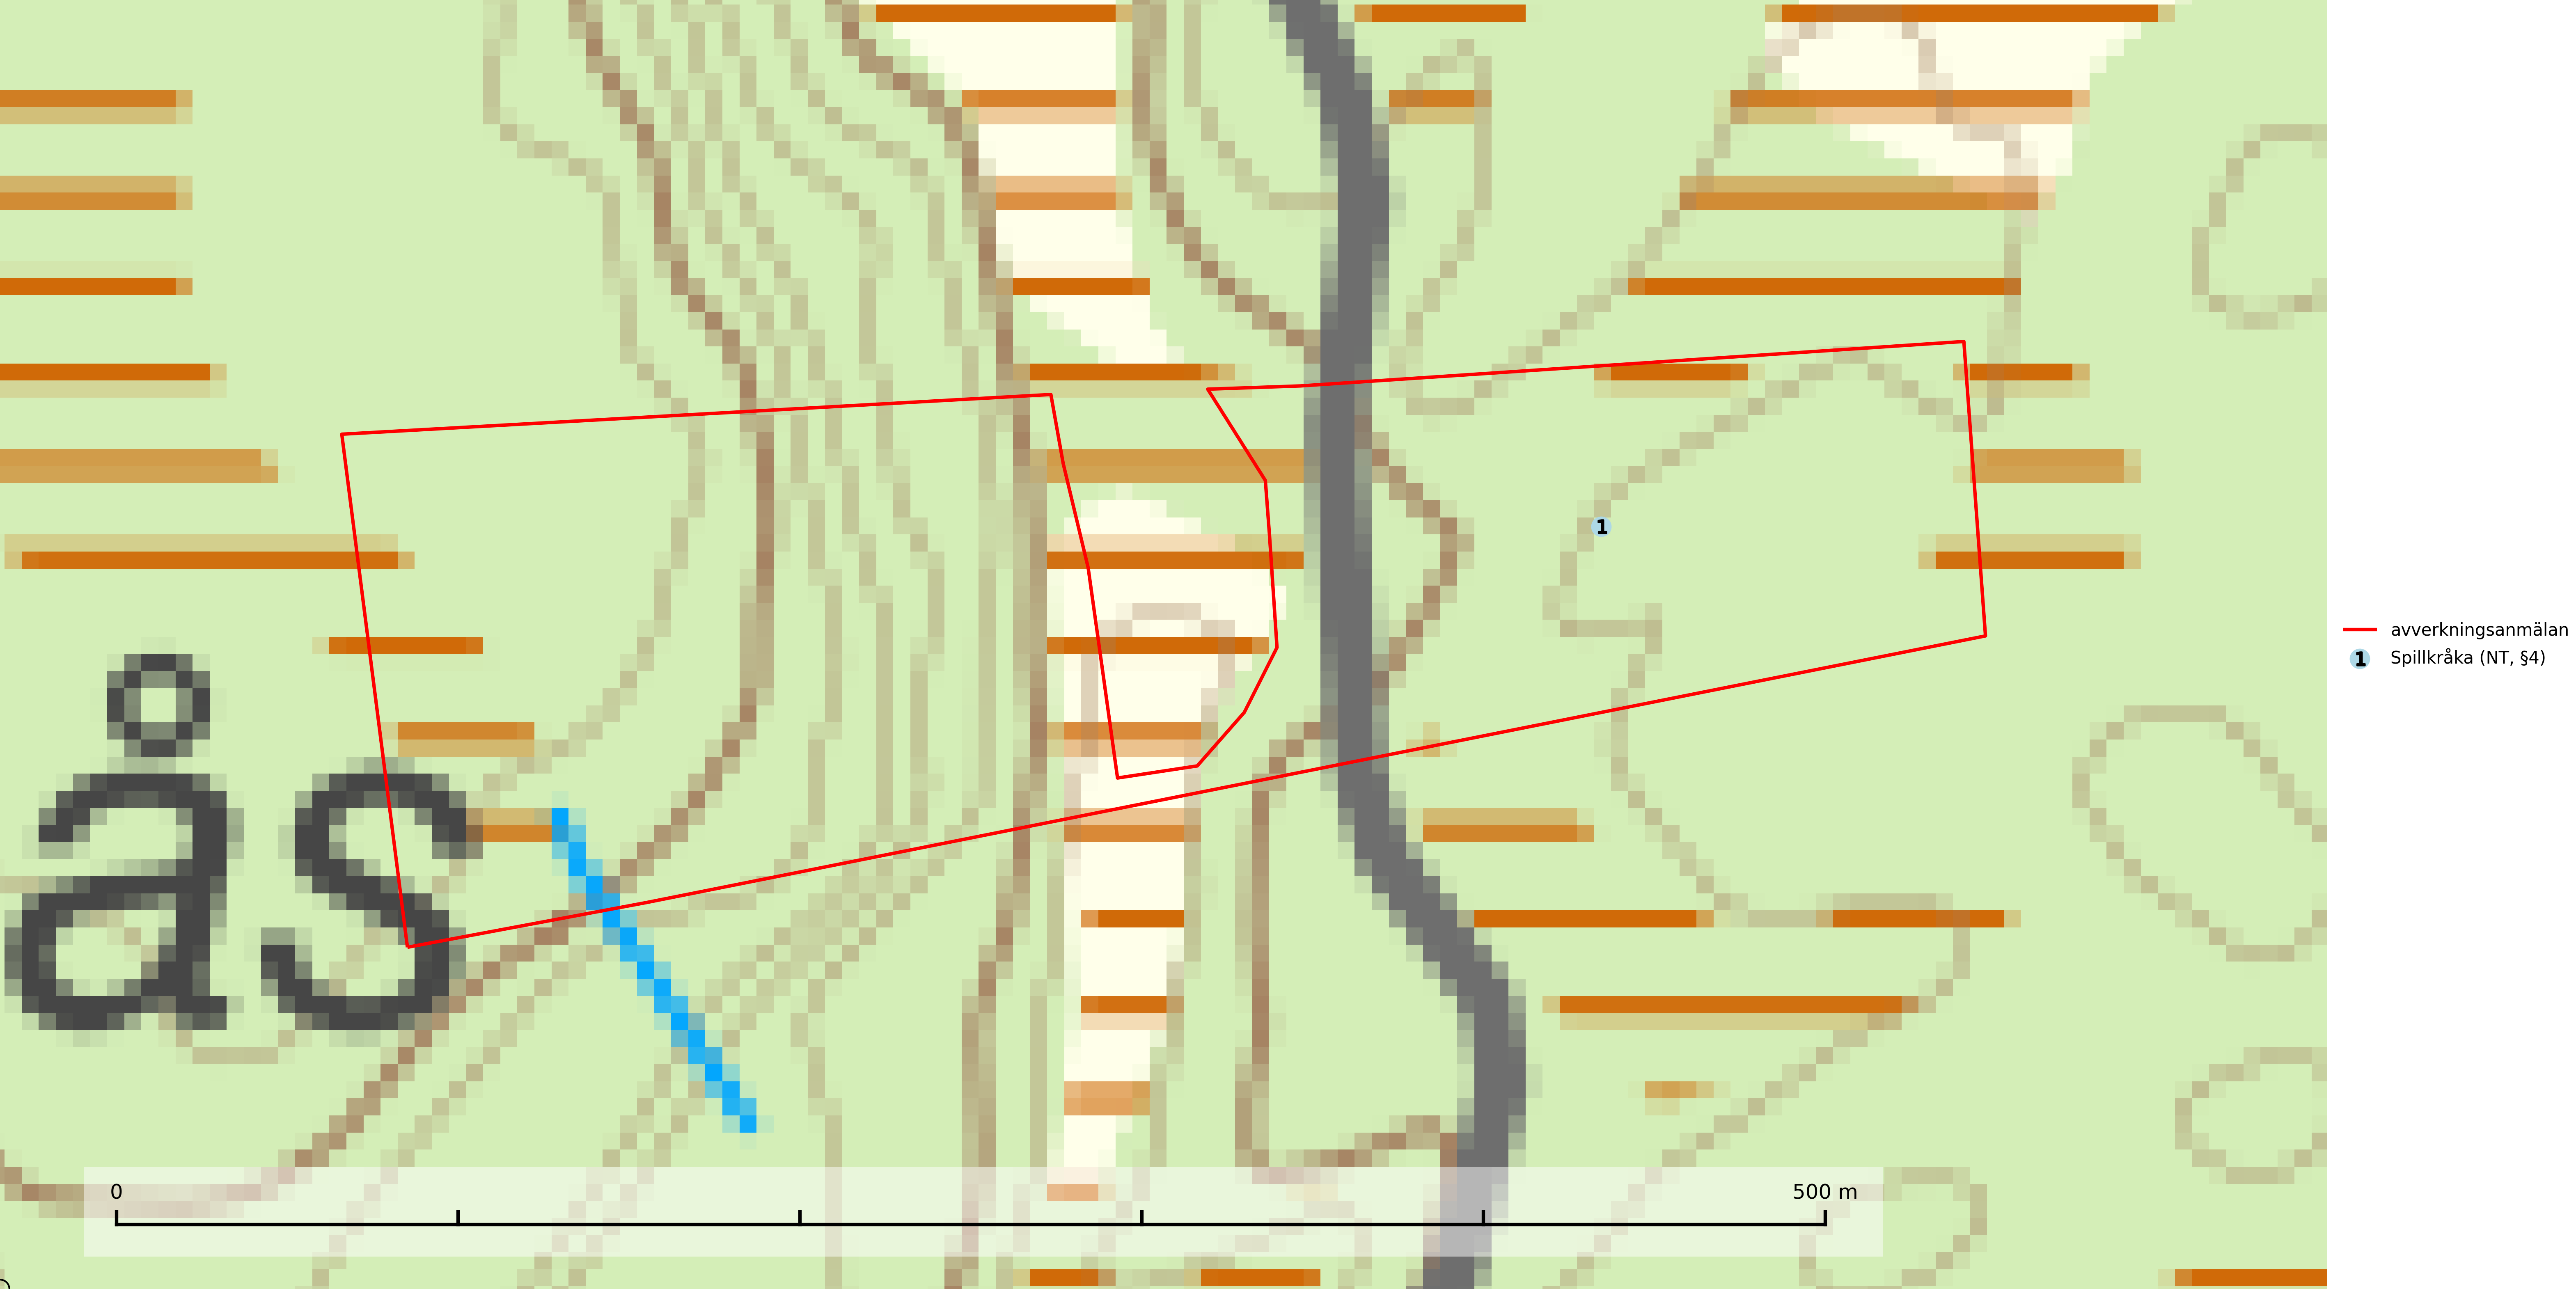 1
ås
avverkningsanmälan
1 Spillkråka (NT, §4)
0 500 m